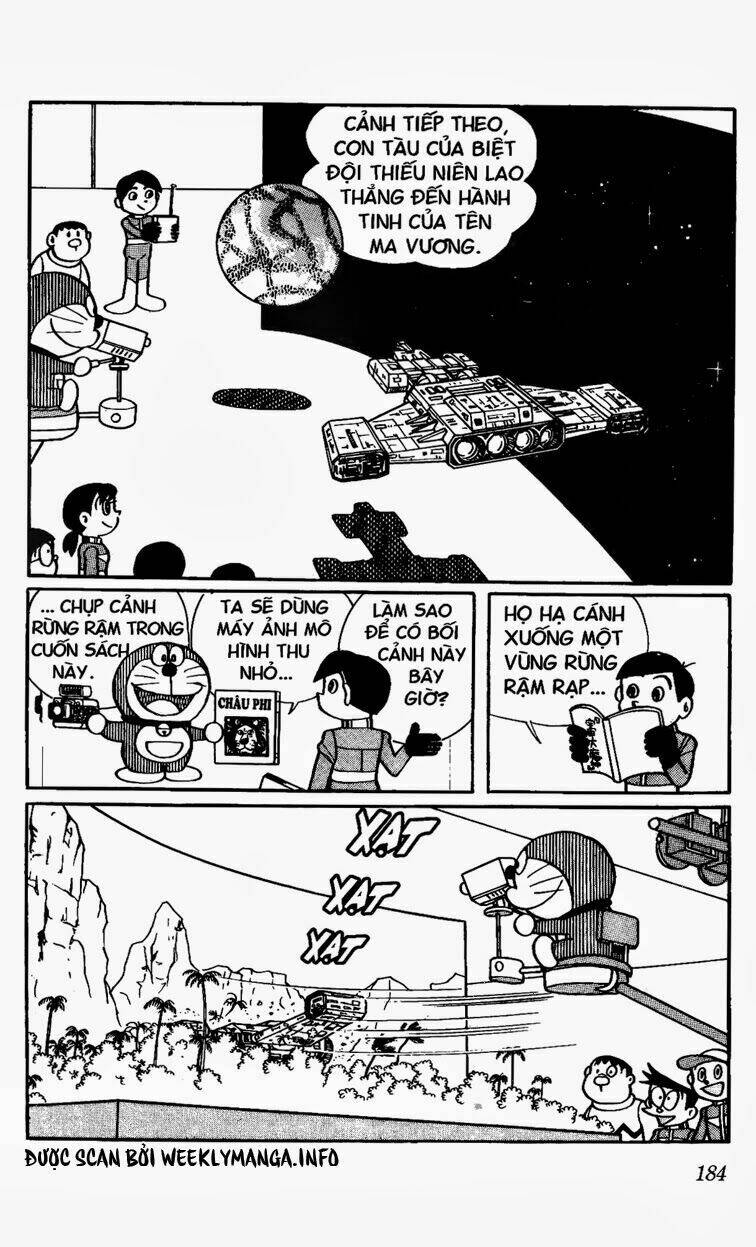 CẢNH TIẾP THEO,
CON TÀU CỦA BIỆT
ĐỘI THIẾU NIÊN LAO
THẲNG ĐẾN HÀNH
TINH CỦA TÊN
MA VƯƠNG.
HỌ HẠ CÁNH
XUỐNG MỘT
VÙNG RỪNG
RẬM RẠP...
LÀM SAO
ĐỂ CÓ BỐI
CẢNH NÀY
BÂY
GIỜ?
TA SẼ DÙNG
MÁY ẢNH MÔ
HÌNH THU
NHỎ...
... CHỤP CẢNH
RỪNG RẬM TRONG
CUỐN SÁCH
NÀY.
CHÂU PHI
XẠT
XẠT
XẠT
ĐƯỢC SCAN BỞI WEEKLYMANGA.INFO
184